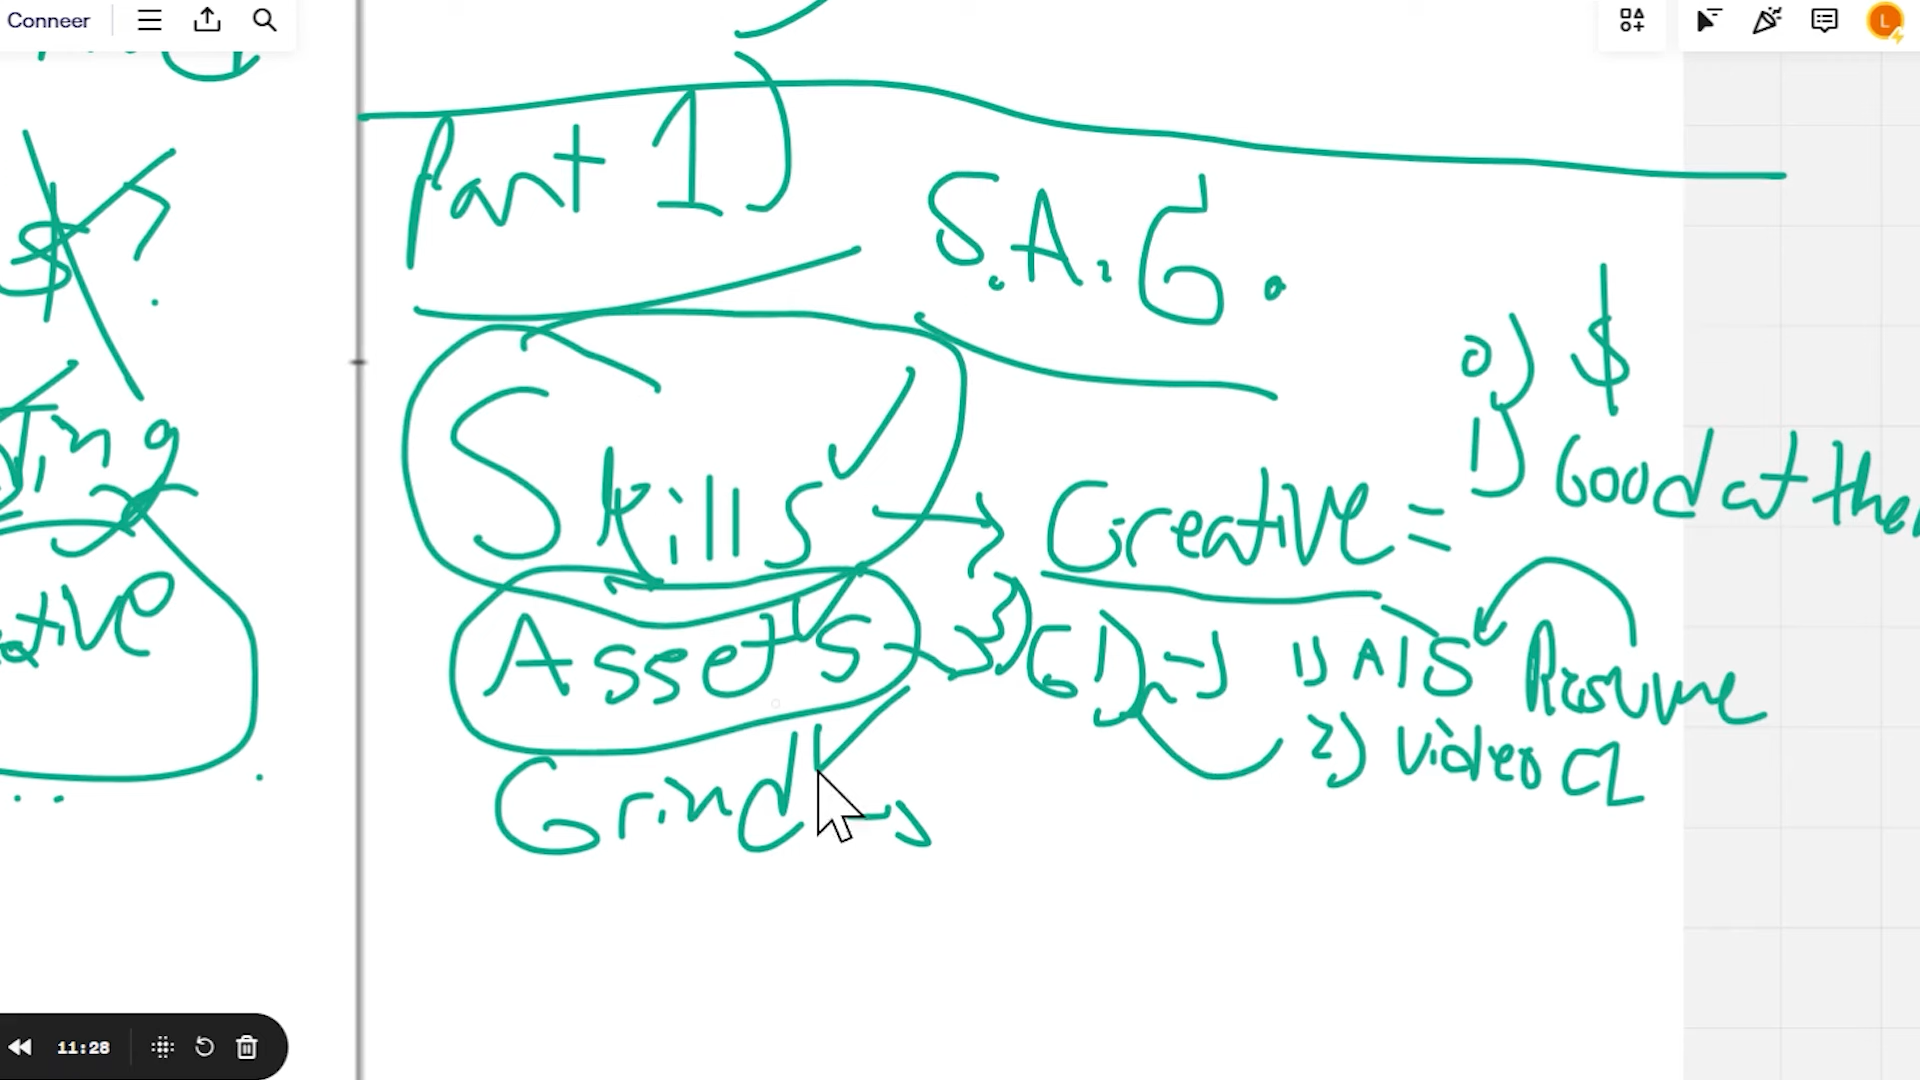 Conneer
L
Part 1)
S.A.G.
$?
0) $
1) Good at the
Skills → Creative =
Assets → GD → 1) AIS Resume
2) Video CL
Grind →
11:28